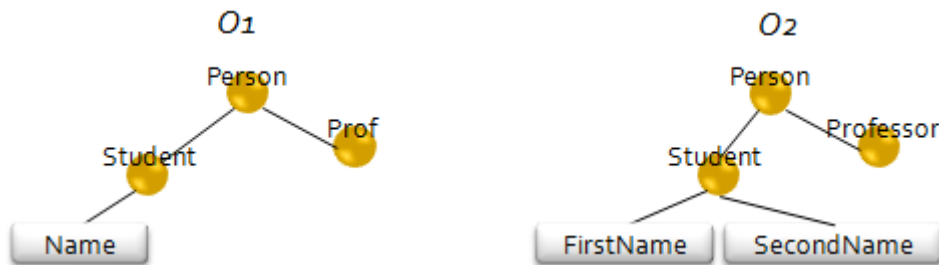 O1
Person
Prof
Student
Name
O2
Person
Professor
Student
FirstName
SecondName